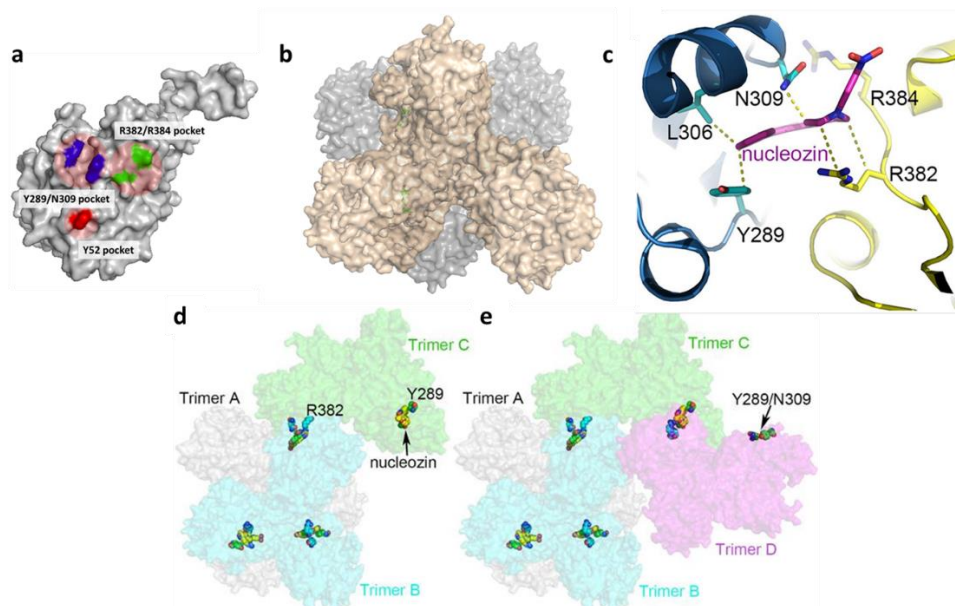 a
R382/R384 pocket
Y289/N309 pocket
Y52 pocket
b
c
N309
R384
L306
nucleozin
R382
Y289
d
Trimer C
Trimer A
R382
Y289
nucleozin
Trimer B
e
Trimer C
Trimer A
Y289/N309
Trimer D
Trimer B